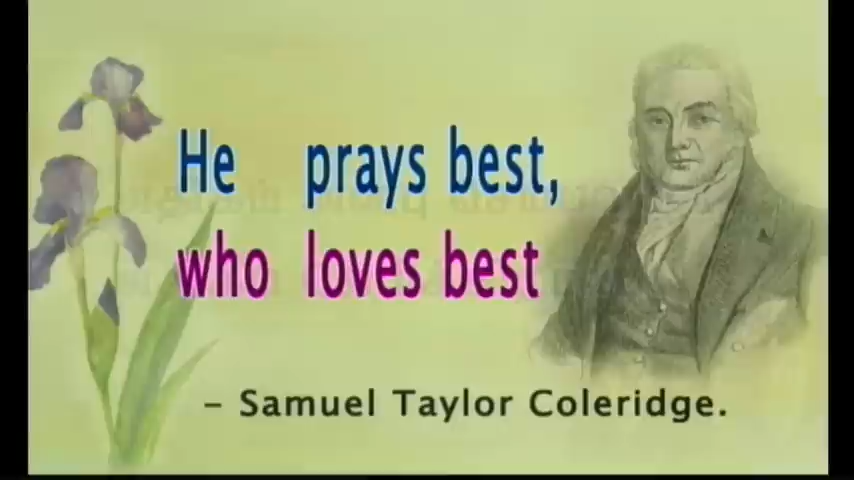 He prays best,
who loves best
– Samuel Taylor Coleridge.